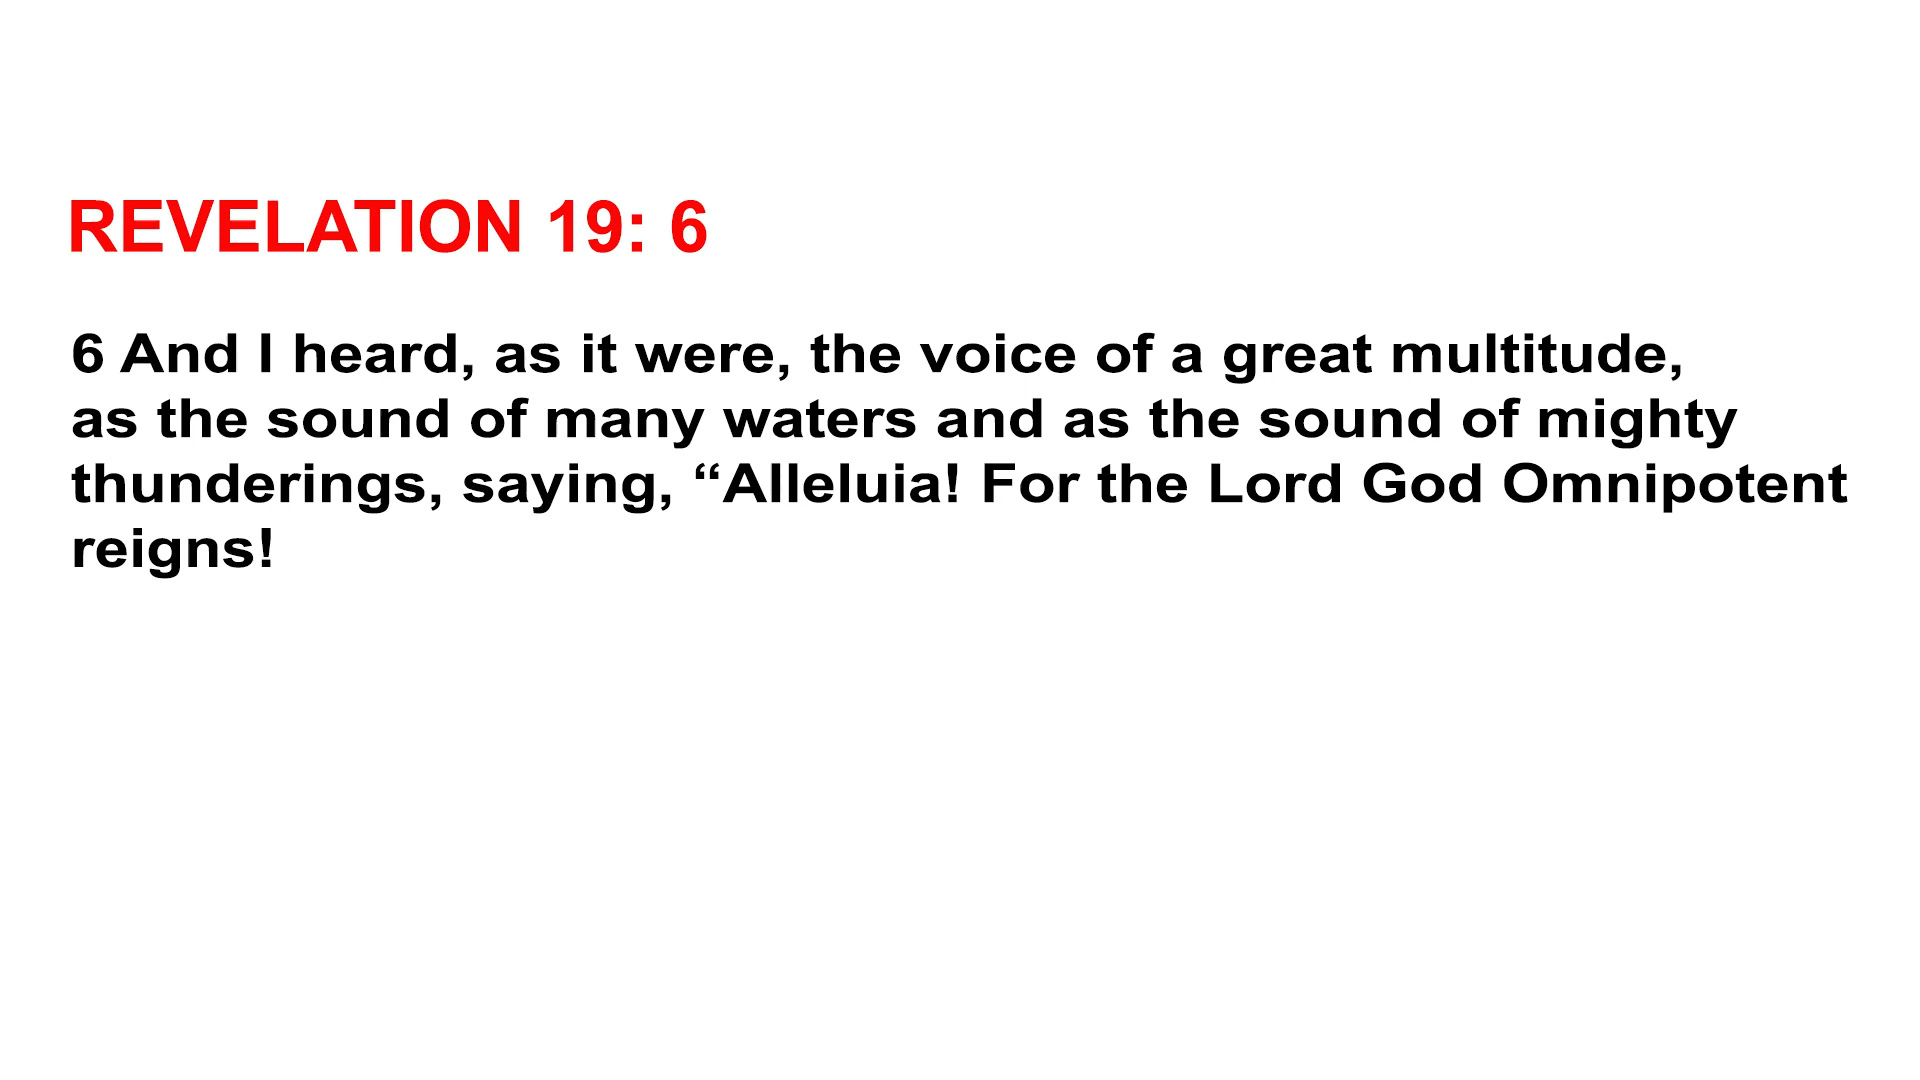 REVELATION 19: 6
6 And I heard, as it were, the voice of a great multitude,
as the sound of many waters and as the sound of mighty
thunderings, saying, “Alleluia! For the Lord God Omnipotent
reigns!